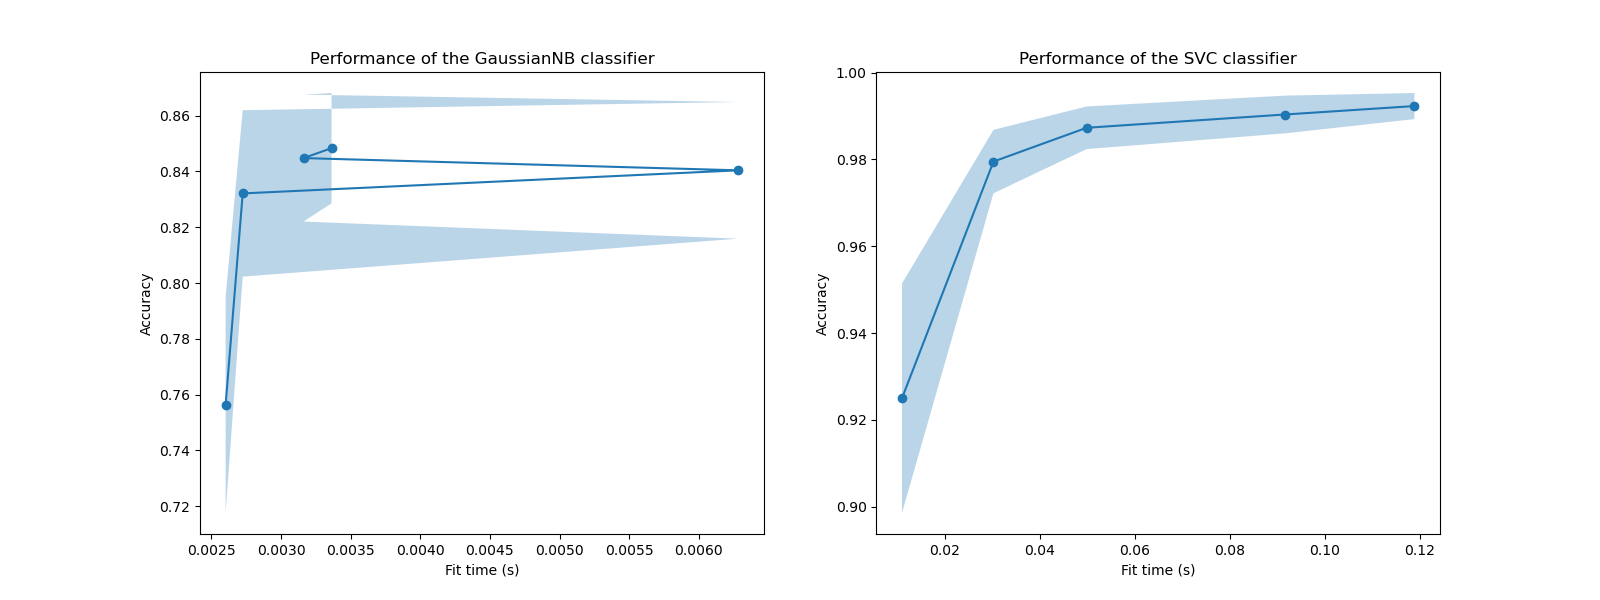 Performance of the GaussianNB classifier
Accuracy
0.86
0.84
0.82
0.80
0.78
0.76
0.74
0.72
0.0025 0.0030 0.0035 0.0040 0.0045 0.0050 0.0055 0.0060
Fit time (s)
Performance of the SVC classifier
Accuracy
1.00
0.98
0.96
0.94
0.92
0.90
0.02 0.04 0.06 0.08 0.10 0.12
Fit time (s)